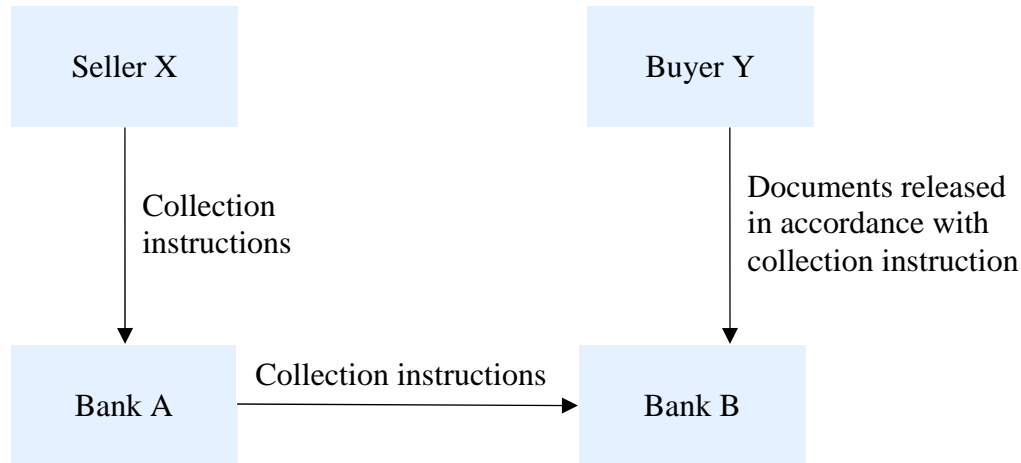 Seller X
Buyer Y
Collection
instructions
Documents released
in accordance with
collection instruction
Collection instructions
Bank A
Bank B